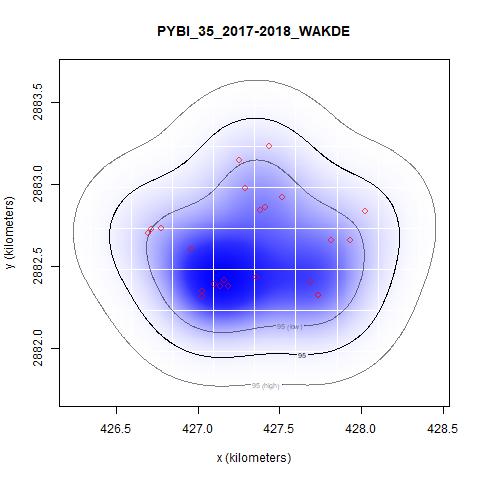 PYBI_35_2017-2018_WAKDE
2883.5
2883.0
2882.5
2882.0
y (kilometers)
95 (low)
95
95 (high)
426.5 427.0 427.5 428.0 428.5
x (kilometers)